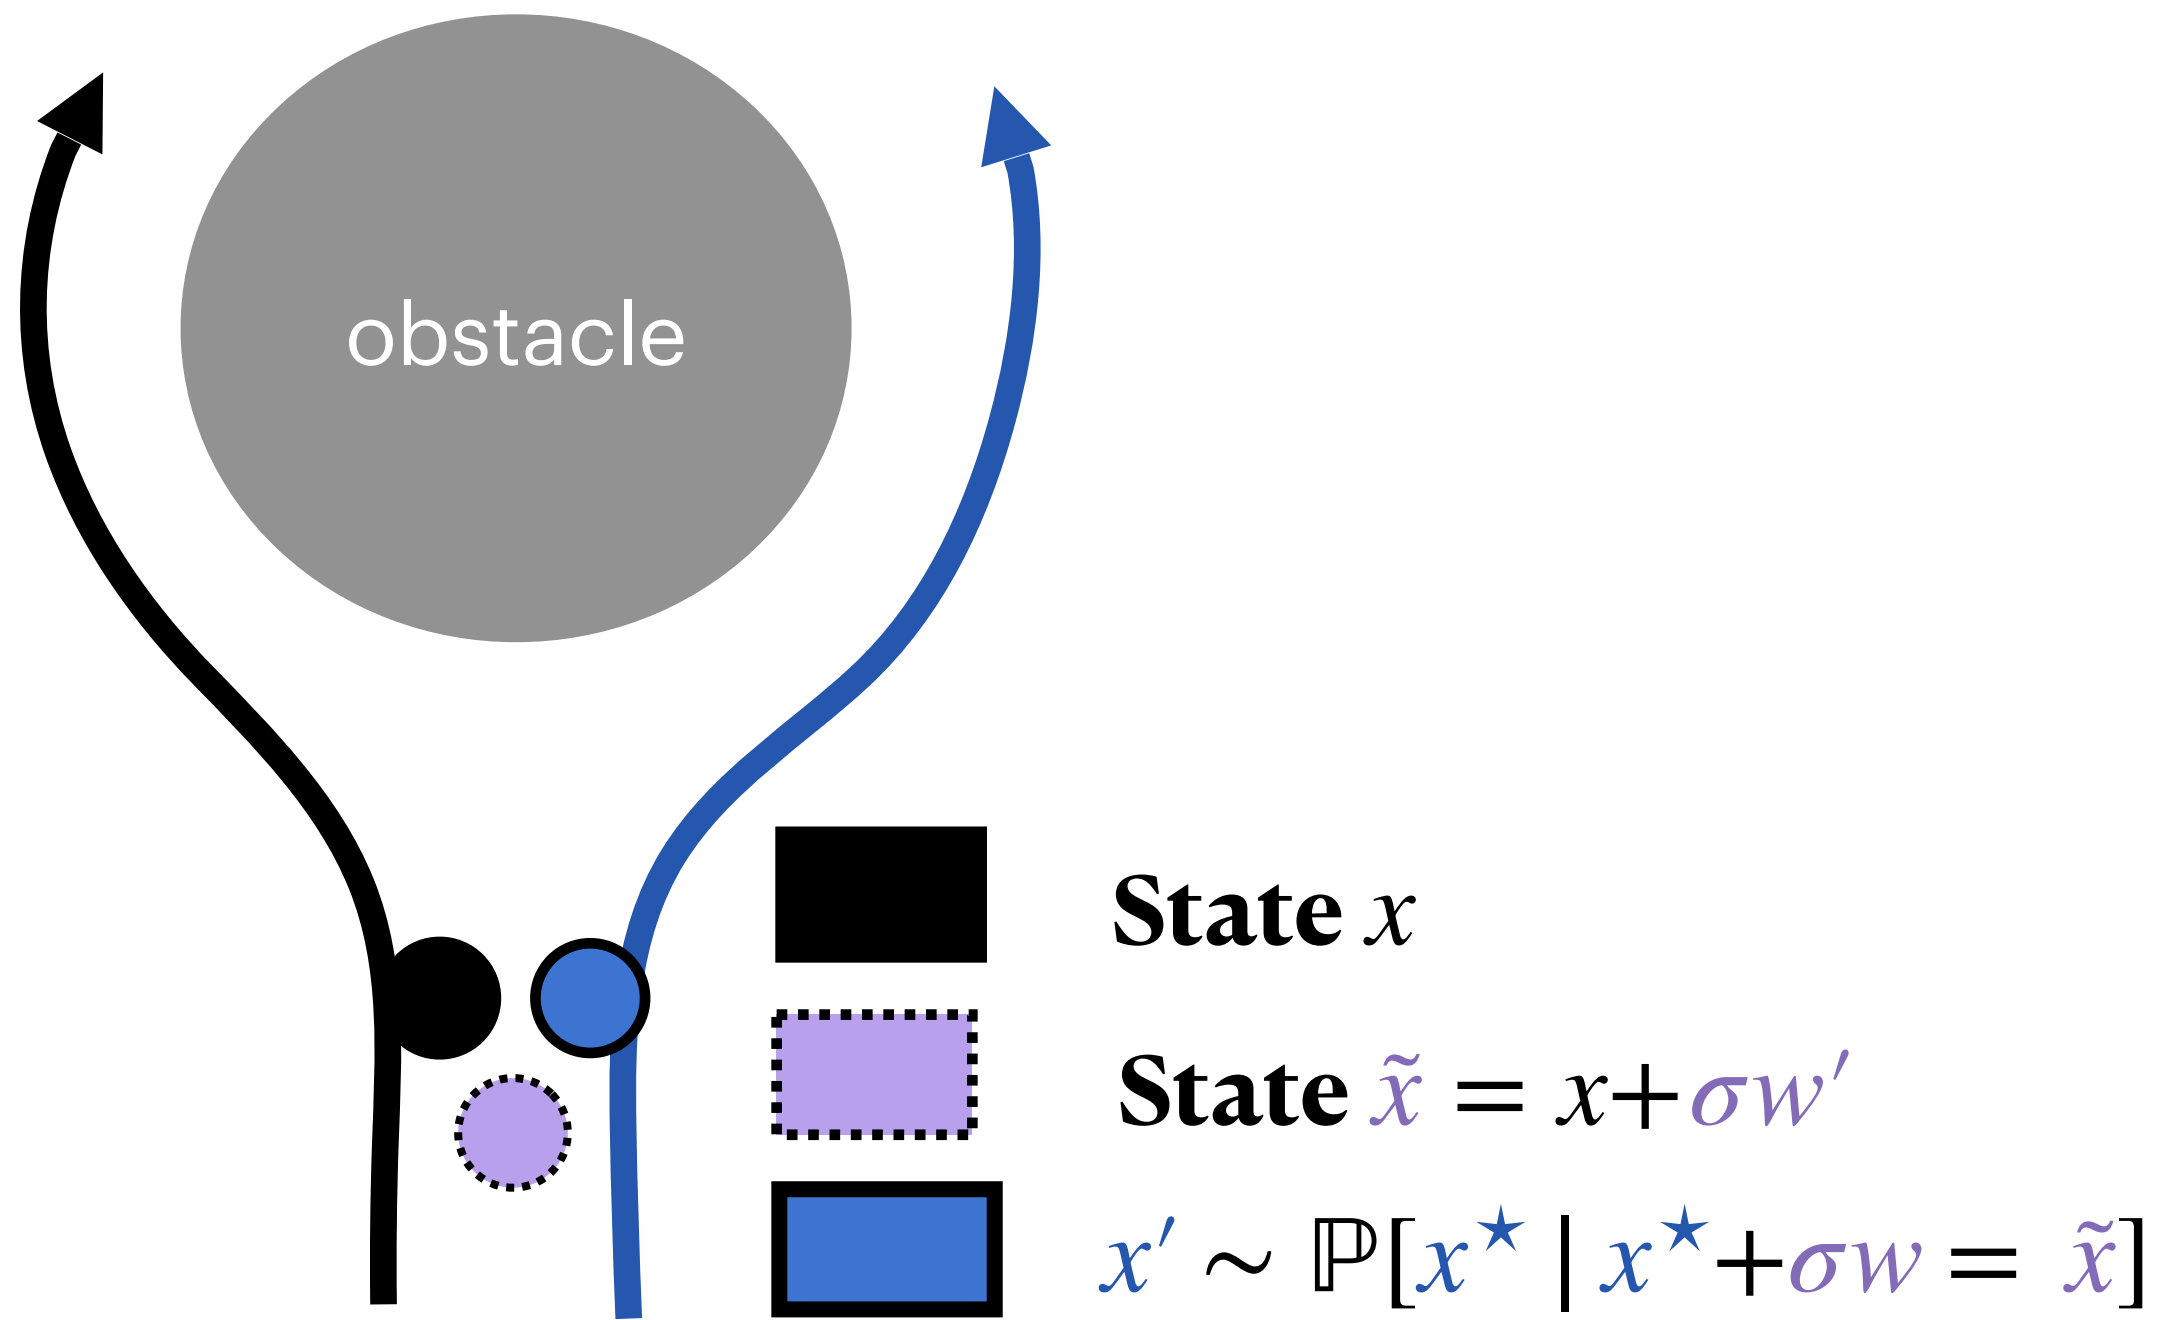 obstacle
State x
State x̃ = x+σw′
x′ ∼ ℙ[x★ | x★+σw = x̃]